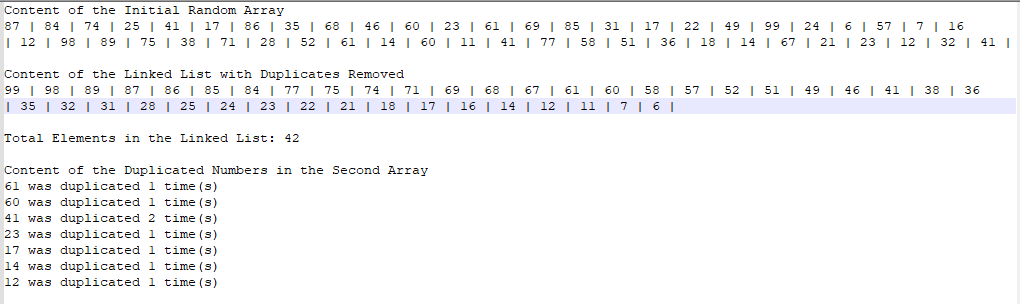 Content of the Initial Random Array
87 | 84 | 74 | 25 | 41 | 17 | 86 | 35 | 68 | 46 | 60 | 23 | 61 | 69 | 85 | 31 | 17 | 22 | 49 | 99 | 24 | 6 | 57 | 7 | 16
| 12 | 98 | 89 | 75 | 38 | 71 | 28 | 52 | 61 | 14 | 60 | 11 | 41 | 77 | 58 | 51 | 36 | 18 | 14 | 67 | 21 | 23 | 12 | 32 | 41 |
Content of the Linked List with Duplicates Removed
99 | 98 | 89 | 87 | 86 | 85 | 84 | 77 | 75 | 74 | 71 | 69 | 68 | 67 | 61 | 60 | 58 | 57 | 52 | 51 | 49 | 46 | 41 | 38 | 36
| 35 | 32 | 31 | 28 | 25 | 24 | 23 | 22 | 21 | 18 | 17 | 16 | 14 | 12 | 11 | 7 | 6 |
Total Elements in the Linked List: 42
Content of the Duplicated Numbers in the Second Array
61 was duplicated 1 time(s)
60 was duplicated 1 time(s)
41 was duplicated 2 time(s)
23 was duplicated 1 time(s)
17 was duplicated 1 time(s)
14 was duplicated 1 time(s)
12 was duplicated 1 time(s)